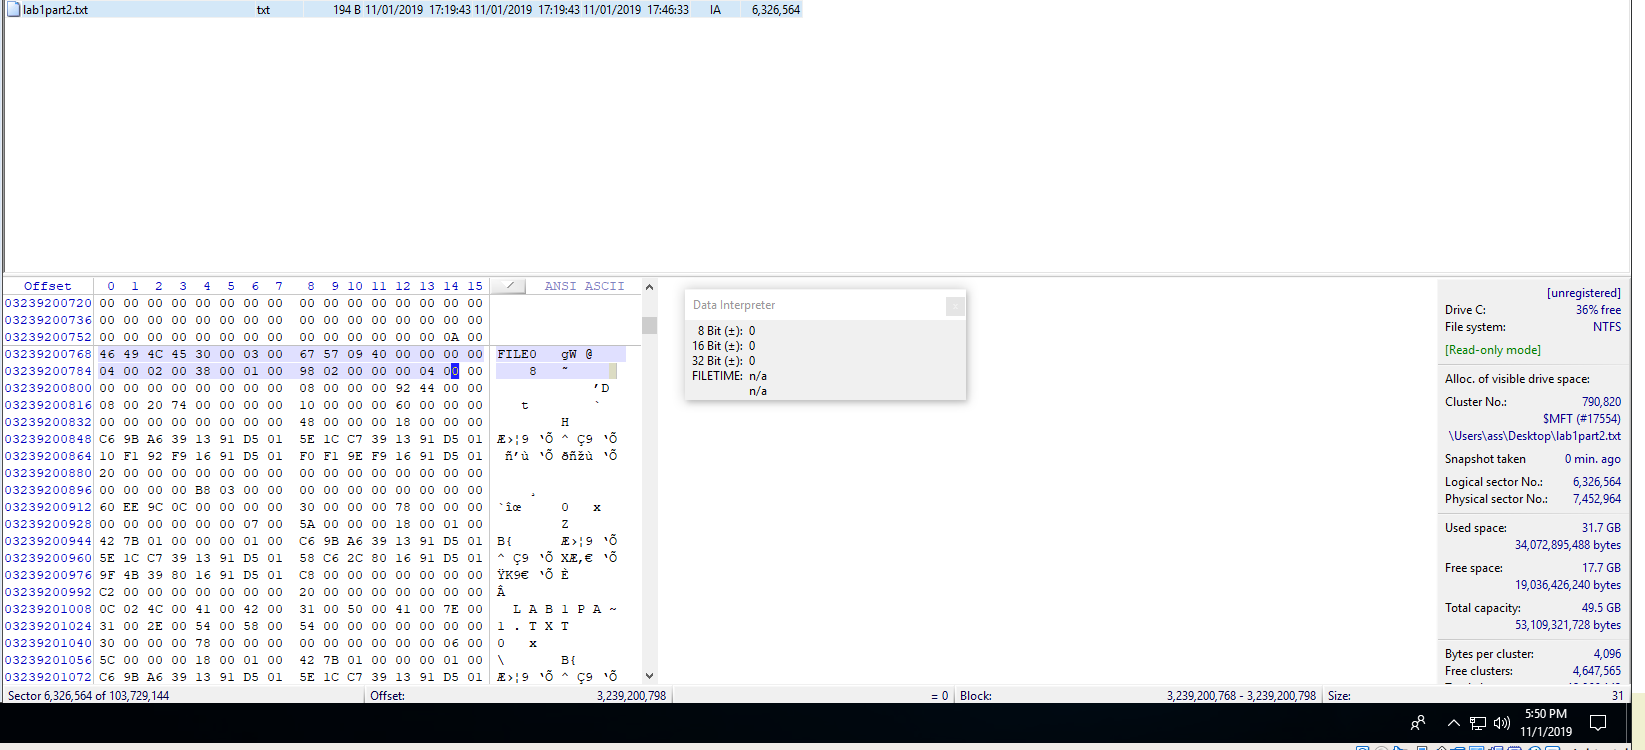 lab1part2.txt txt 194 B 11/01/2019 17:19:43 11/01/2019 17:19:43 11/01/2019 17:46:33 IA 6,326,564
Offset 0 1 2 3 4 5 6 7 8 9 10 11 12 13 14 15 ANSI ASCII
03239200720 00 00 00 00 00 00 00 00 00 00 00 00 00 00 00 00
03239200736 00 00 00 00 00 00 00 00 00 00 00 00 00 00 00 00
03239200752 00 00 00 00 00 00 00 00 00 00 00 00 00 00 0A 00
03239200768 46 49 4C 45 30 00 03 00 67 57 09 40 00 00 00 00 FILE0 gW @
03239200784 04 00 02 00 38 00 01 00 98 02 00 00 00 04 00 00 8 ˜
03239200800 00 00 00 00 00 00 00 00 08 00 00 00 92 44 00 00 ’D
03239200816 08 00 20 74 00 00 00 00 10 00 00 00 60 00 00 00 t `
03239200832 00 00 00 00 00 00 00 00 48 00 00 00 18 00 00 00 H
03239200848 C6 9B A6 39 13 91 D5 01 5E 1C C7 39 13 91 D5 01 Æ›¦9 ‘Õ ^ Ç9 ‘Õ
03239200864 10 F1 92 F9 16 91 D5 01 F0 F1 9E F9 16 91 D5 01 ñ’ù ‘Õ ðñžù ‘Õ
03239200880 20 00 00 00 00 00 00 00 00 00 00 00 00 00 00 00
03239200896 00 00 00 00 B8 03 00 00 00 00 00 00 00 00 00 00 ¸
03239200912 60 EE 9C 0C 00 00 00 00 30 00 00 00 78 00 00 00 `îœ 0 x
03239200928 00 00 00 00 00 00 07 00 5A 00 00 00 18 00 01 00 Z
03239200944 42 7B 01 00 00 00 01 00 C6 9B A6 39 13 91 D5 01 B{ Æ›¦9 ‘Õ
03239200960 5E 1C C7 39 13 91 D5 01 58 C6 2C 80 16 91 D5 01 ^ Ç9 ‘Õ XÆ,€ ‘Õ
03239200976 9F 4B 39 80 16 91 D5 01 C8 00 00 00 00 00 00 00 ŸK9€ ‘Õ È
03239200992 C2 00 00 00 00 00 00 00 20 00 00 00 00 00 00 00 Â
03239201008 0C 02 4C 00 41 00 42 00 31 00 50 00 41 00 7E 00 L A B 1 P A ~
03239201024 31 00 2E 00 54 00 58 00 54 00 00 00 00 00 00 00 1 . T X T
03239201040 30 00 00 00 78 00 00 00 00 00 00 00 00 00 06 00 0 x
03239201056 5C 00 00 00 18 00 01 00 42 7B 01 00 00 00 01 00 \ B{
03239201072 C6 9B A6 39 13 91 D5 01 5E 1C C7 39 13 91 D5 01 Æ›¦9 ‘Õ ^ Ç9 ‘Õ
Data Interpreter
8 Bit (±): 0
16 Bit (±): 0
32 Bit (±): 0
FILETIME: n/a
n/a
[unregistered]
Drive C: 36% free
File system: NTFS
[Read-only mode]
Alloc. of visible drive space:
Cluster No.: 790,820
$MFT (#17554)
\Users\ass\Desktop\lab1part2.txt
Snapshot taken 0 min. ago
Logical sector No.: 6,326,564
Physical sector No.: 7,452,964
Used space: 31.7 GB
34,072,895,488 bytes
Free space: 17.7 GB
19,036,426,240 bytes
Total capacity: 49.5 GB
53,109,321,728 bytes
Bytes per cluster: 4,096
Free clusters: 4,647,565
Sector 6,326,564 of 103,729,144 Offset: 3,239,200,798 = 0 Block: 3,239,200,768 - 3,239,200,798 Size: 31
5:50 PM
11/1/2019